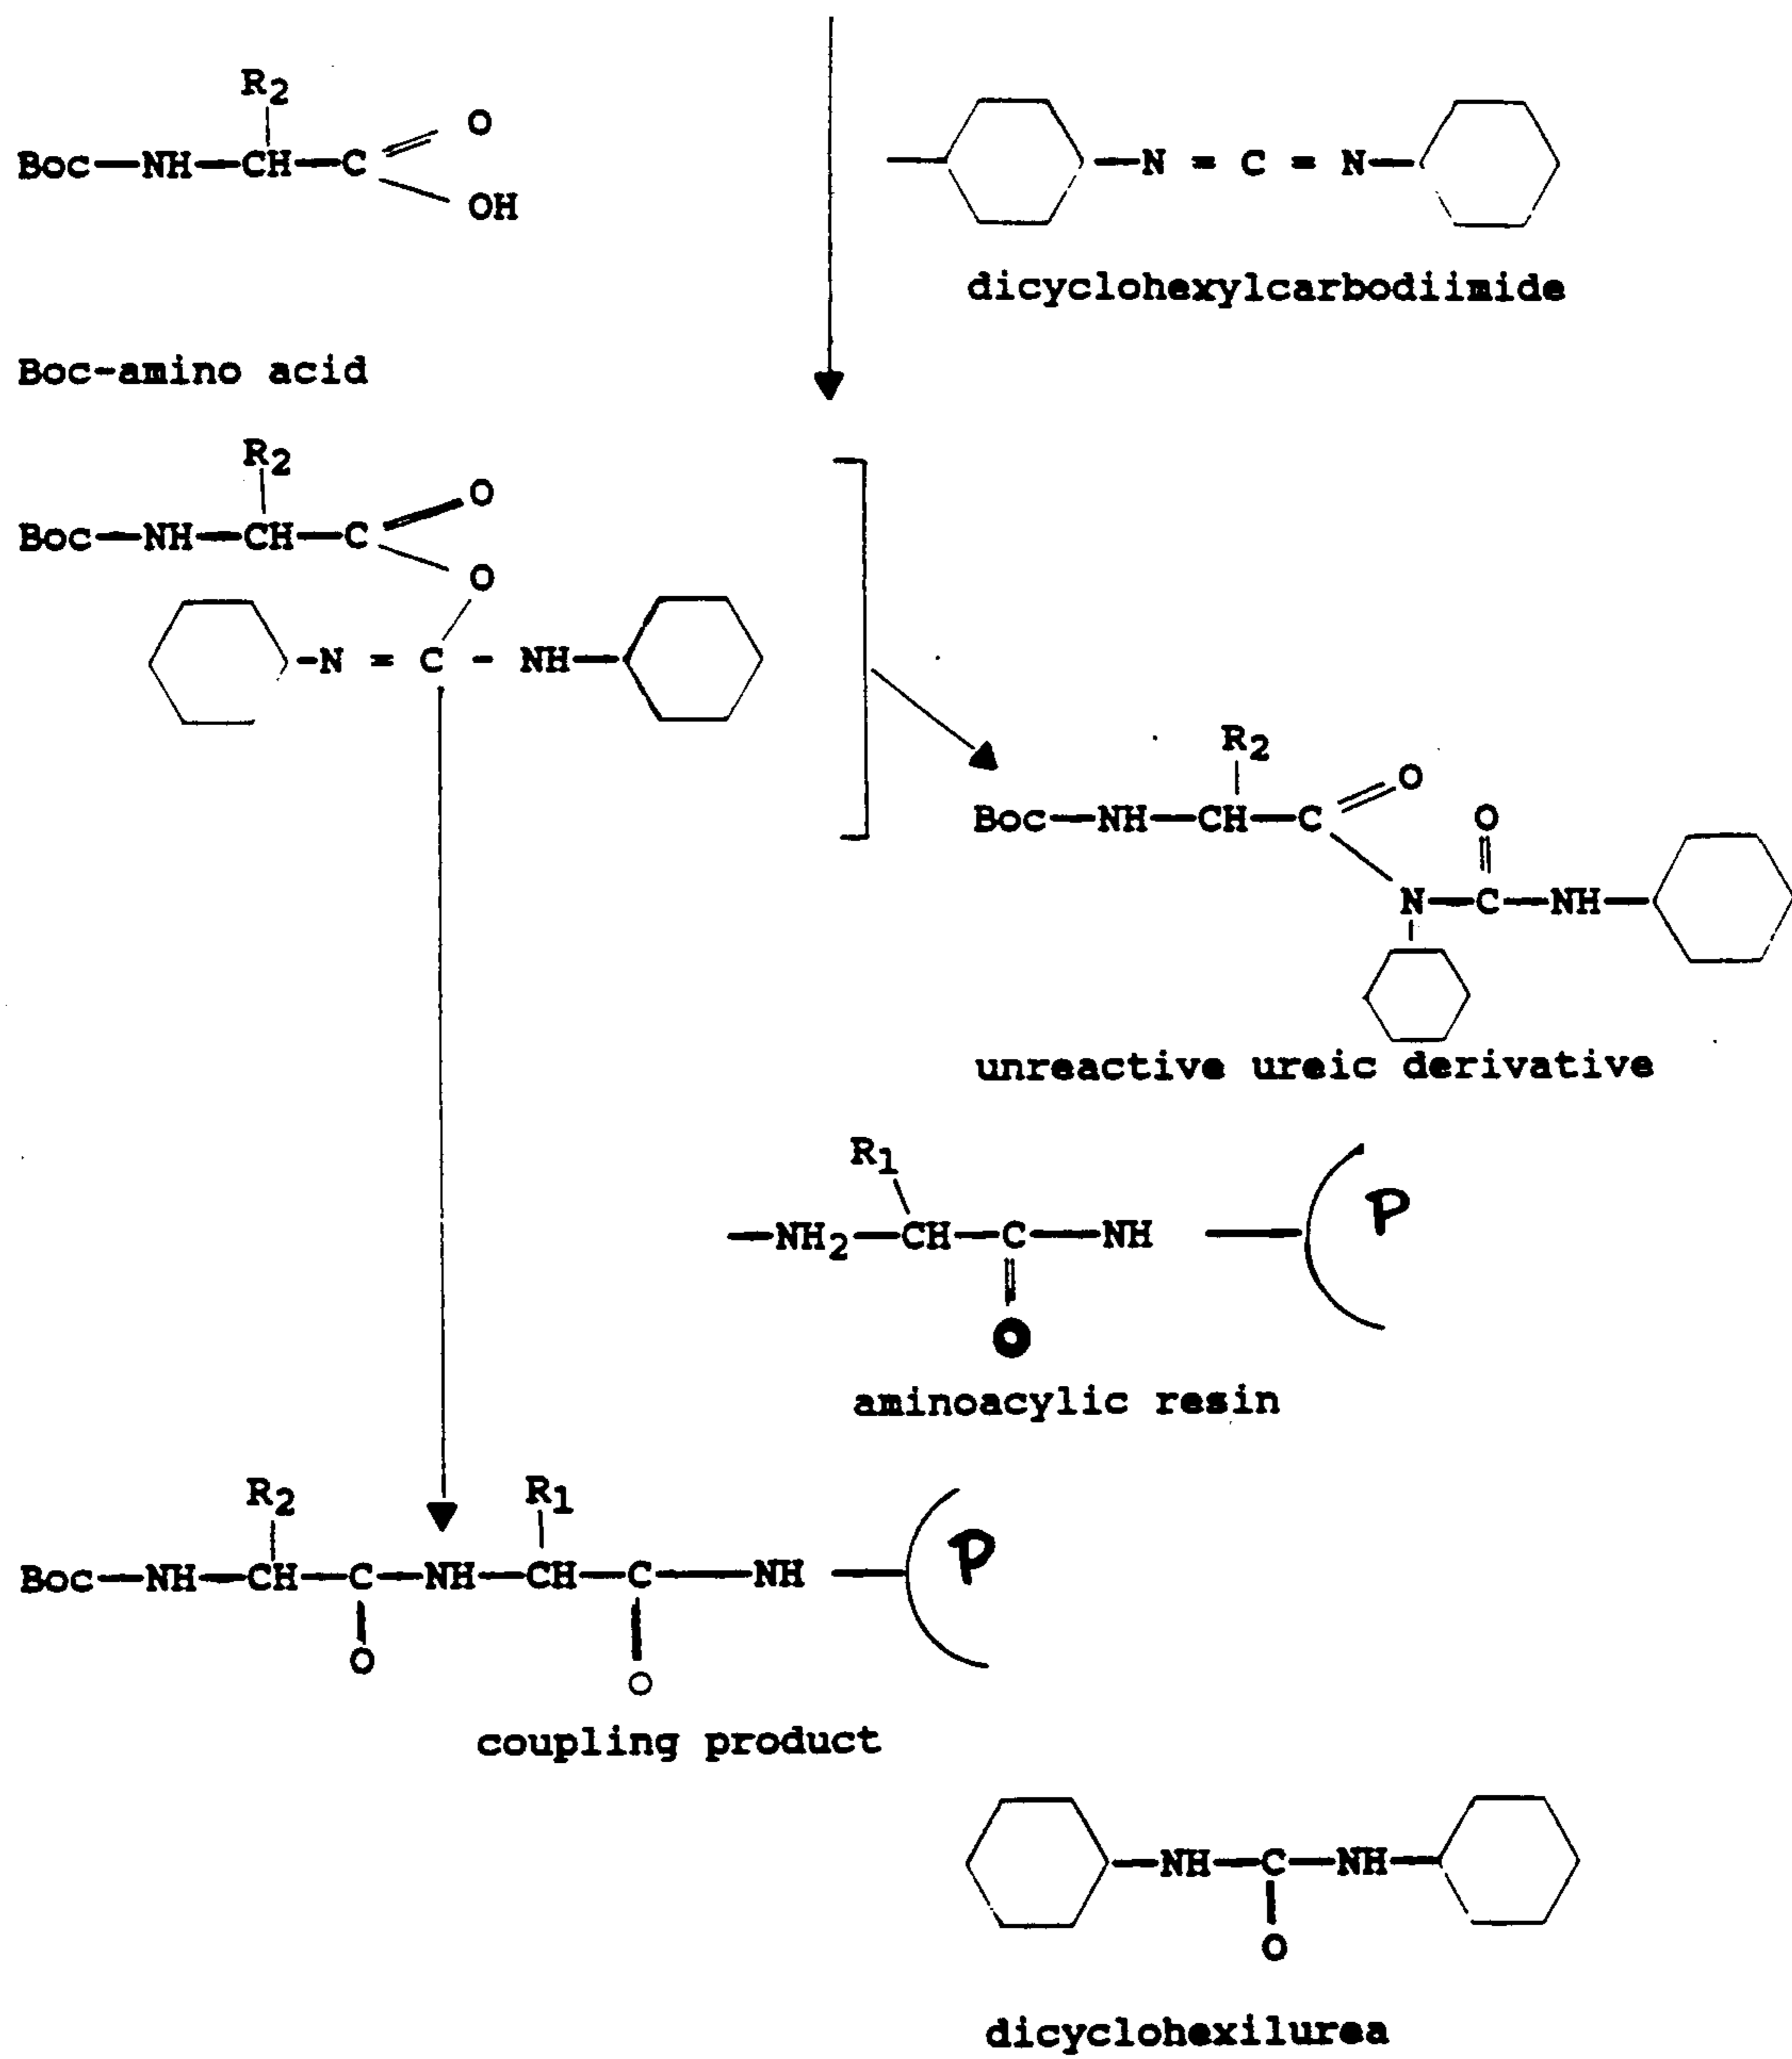 R2
O
Boc—NH—CH—C
OH
—N = C = N—
dicyclohexylcarbodiimide
Boc-amino acid
R2
O
Boc—NH—CH—C
O
-N = C - NH—
R2
O
Boc—NH—CH—C
O
N—C—NH—
unreactive ureic derivative
R1
—NH2—CH—C—NH — P
O
aminoacylic resin
R2 R1
Boc—NH—CH—C—NH—CH—C—NH — P
O O
coupling product
—NH—C—NH—
O
dicyclohexilurea